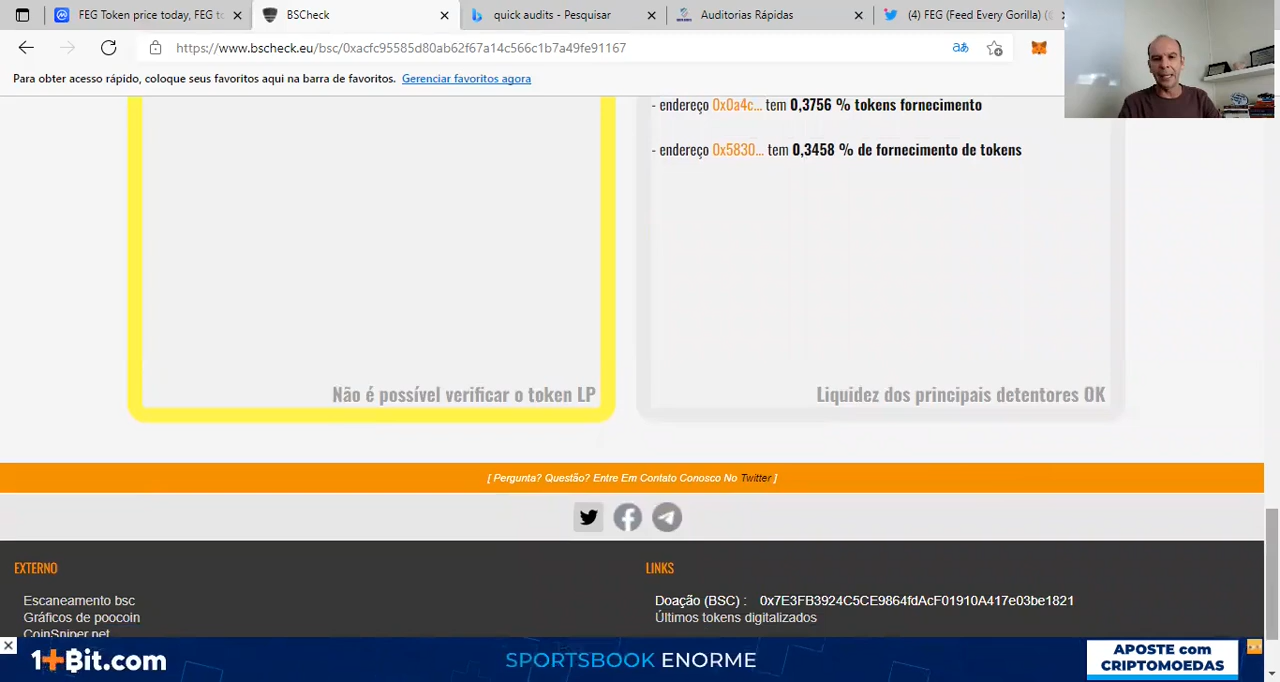 FEG Token price today, FEG to
BSCheck
quick audits - Pesquisar
Auditorias Rápidas
(4) FEG (Feed Every Gorilla) (
https://www.bscheck.eu/bsc/0xacfc95585d80ab62f67a14c566c1b7a49fe91167
Para obter acesso rápido, coloque seus favoritos aqui na barra de favoritos. Gerenciar favoritos agora
- endereço 0x0a4c... tem 0,3756 % tokens fornecimento
- endereço 0x5830... tem 0,3458 % de fornecimento de tokens
Não é possível verificar o token LP
Liquidez dos principais detentores OK
[ Pergunta? Questão? Entre Em Contato Conosco No Twitter ]
EXTERNO
Escaneamento bsc
Gráficos de poocoin
CoinSniper.net
LINKS
Doação (BSC) : 0x7E3FB3924C5CE9864fdAcF01910A417e03be1821
Últimos tokens digitalizados
1+Bit.com
SPORTSBOOK ENORME
APOSTE com
CRIPTOMOEDAS